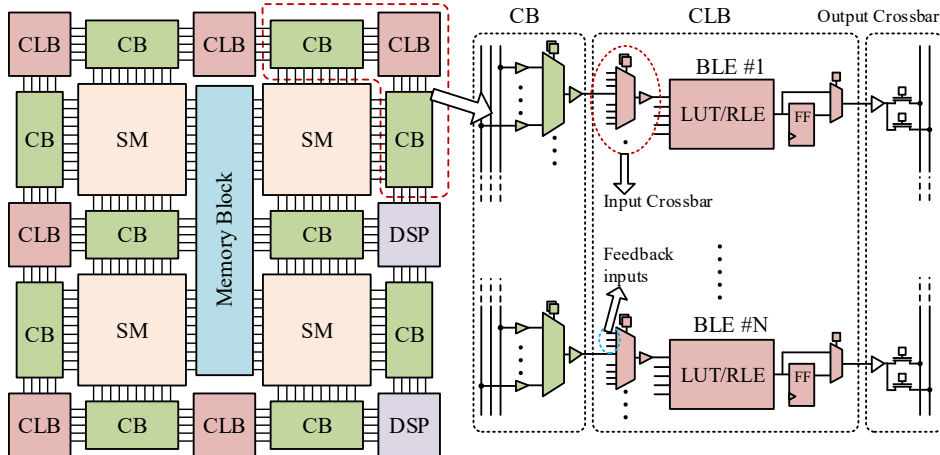 CB
CLB
Output Crossbar
CLB
CB
CLB
CB
CLB
BLE #1
LUT/RLE
FF
CB
SM
Memory Block
SM
CB
Input Crossbar
CLB
CB
CB
DSP
Feedback
inputs
CB
SM
SM
CB
BLE #N
LUT/RLE
FF
CLB
CB
CLB
CB
DSP